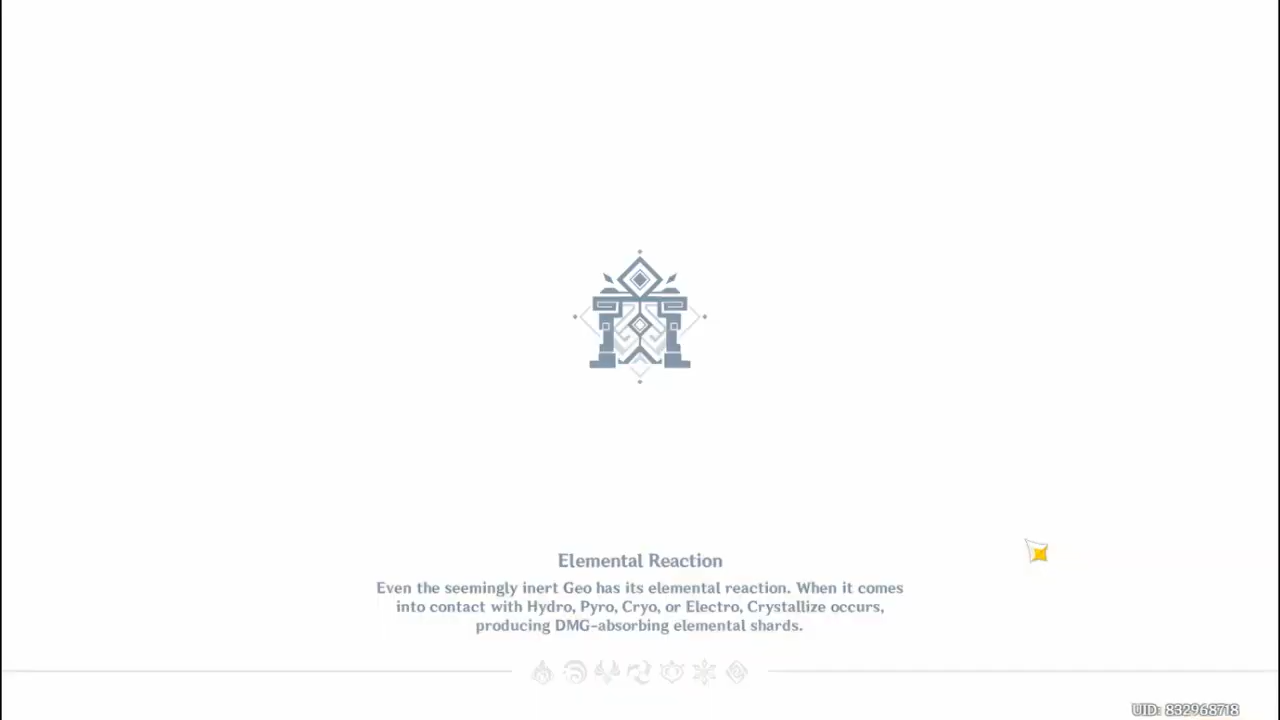 Elemental Reaction
Even the seemingly inert Geo has its elemental reaction. When it comes
into contact with Hydro, Pyro, Cryo, or Electro, Crystallize occurs,
producing DMG-absorbing elemental shards.
UID: 832968718